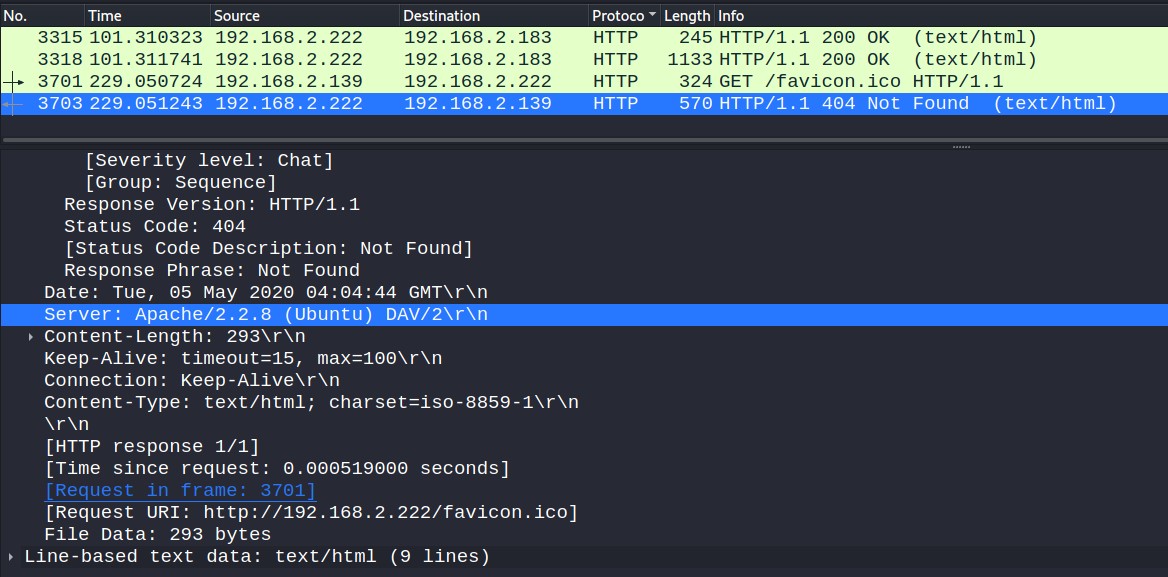 No. Time Source Destination Protoco Length Info
3315 101.310323 192.168.2.222 192.168.2.183 HTTP 245 HTTP/1.1 200 OK (text/html)
3318 101.311741 192.168.2.222 192.168.2.183 HTTP 1133 HTTP/1.1 200 OK (text/html)
3701 229.050724 192.168.2.139 192.168.2.222 HTTP 324 GET /favicon.ico HTTP/1.1
3703 229.051243 192.168.2.222 192.168.2.139 HTTP 570 HTTP/1.1 404 Not Found (text/html)
[Severity level: Chat]
[Group: Sequence]
Response Version: HTTP/1.1
Status Code: 404
[Status Code Description: Not Found]
Response Phrase: Not Found
Date: Tue, 05 May 2020 04:04:44 GMT\r\n
Server: Apache/2.2.8 (Ubuntu) DAV/2\r\n
Content-Length: 293\r\n
Keep-Alive: timeout=15, max=100\r\n
Connection: Keep-Alive\r\n
Content-Type: text/html; charset=iso-8859-1\r\n
\r\n
[HTTP response 1/1]
[Time since request: 0.000519000 seconds]
[Request in frame: 3701]
[Request URI: http://192.168.2.222/favicon.ico]
File Data: 293 bytes
Line-based text data: text/html (9 lines)